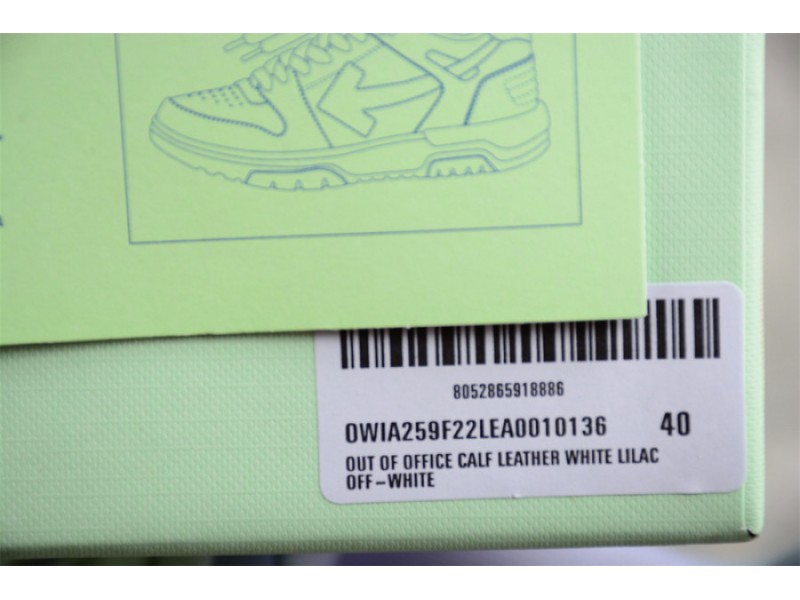 8052865918886
OWIA259F22LEA0010136 40
OUT OF OFFICE CALF LEATHER WHITE LILAC
OFF-WHITE